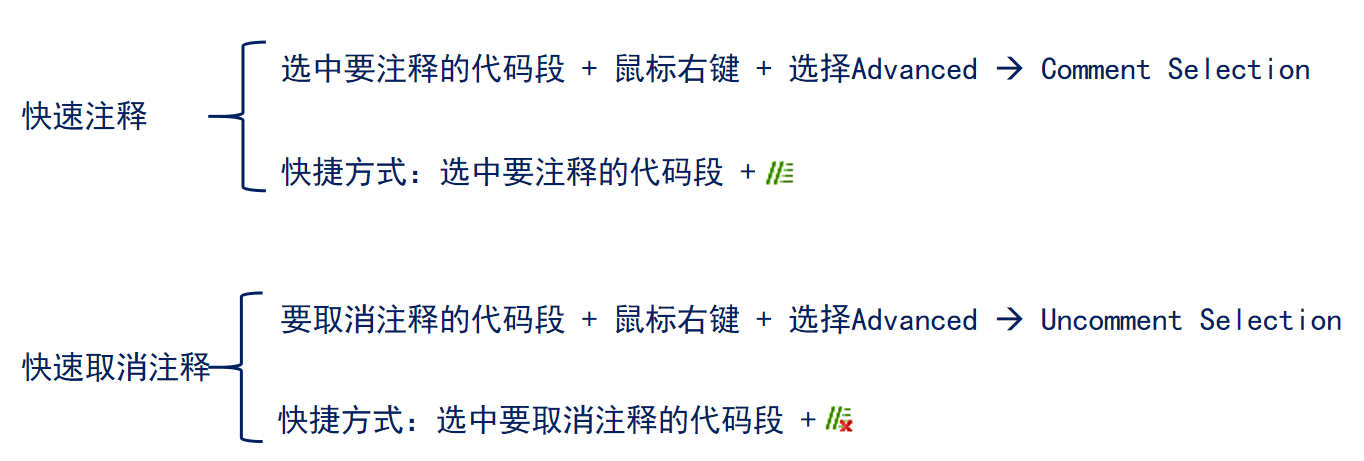 快速注释
选中要注释的代码段 + 鼠标右键 + 选择Advanced → Comment Selection
快捷方式：选中要注释的代码段 +
快速取消注释
要取消注释的代码段 + 鼠标右键 + 选择Advanced → Uncomment Selection
快捷方式：选中要取消注释的代码段 +